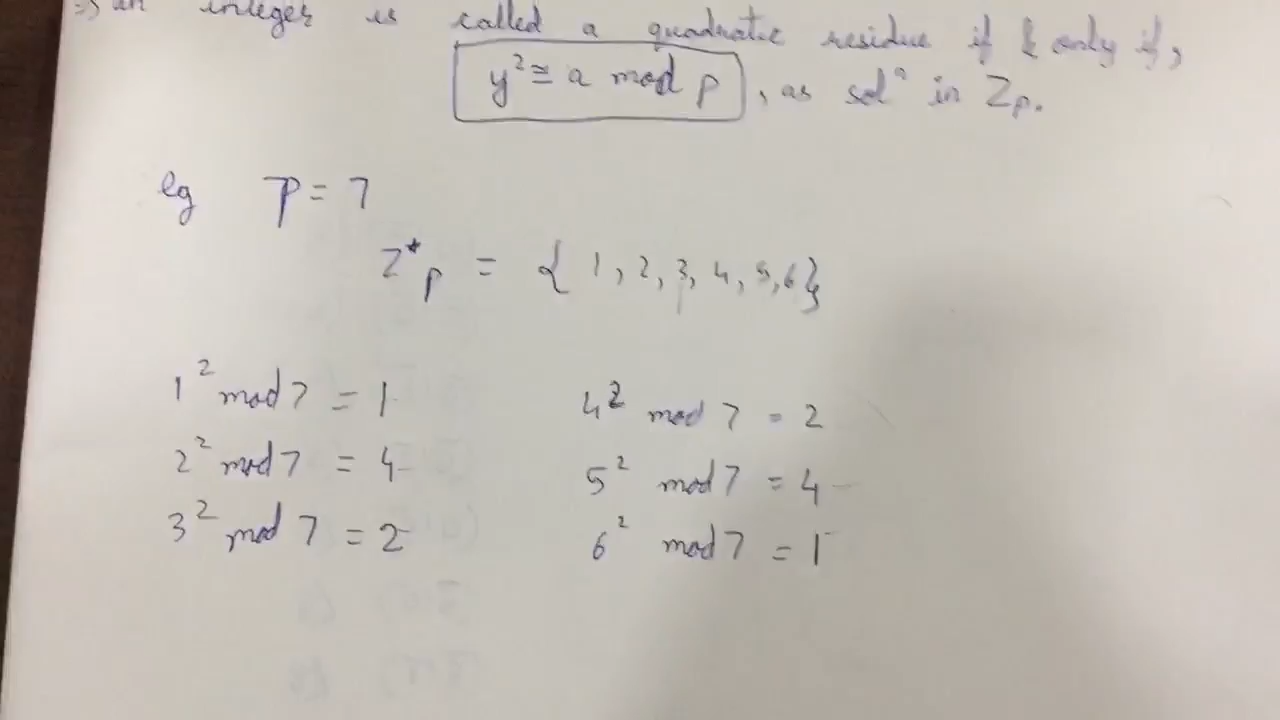 =) an integer is called a quadratic residue if & only if,
y² ≅ a mod p , as solⁿ in Zp.
eg P = 7
Z*p = { 1, 2, 3, 4, 5, 6}
1² mod 7 = 1
2² mod 7 = 4
3² mod 7 = 2
4² mod 7 = 2
5² mod 7 = 4
6² mod 7 = 1